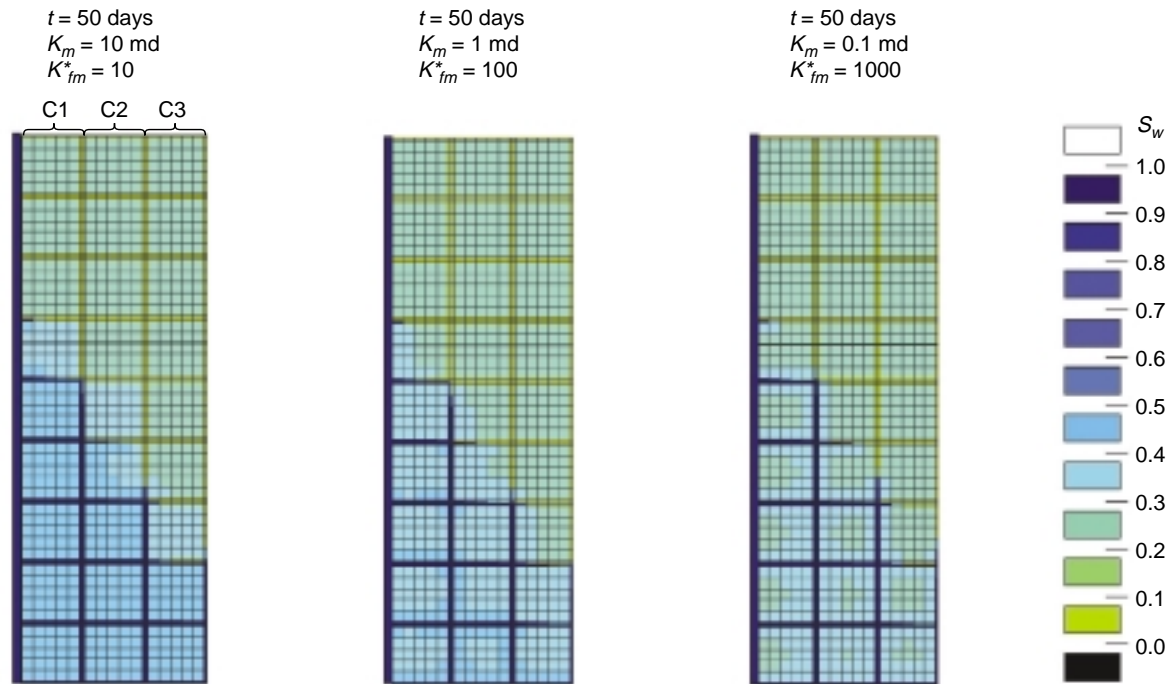 t = 50 days
K_m = 10 md
K*_fm = 10
t = 50 days
K_m = 1 md
K*_fm = 100
t = 50 days
K_m = 0.1 md
K*_fm = 1000
C1 C2 C3
S_w
1.0
0.9
0.8
0.7
0.6
0.5
0.4
0.3
0.2
0.1
0.0